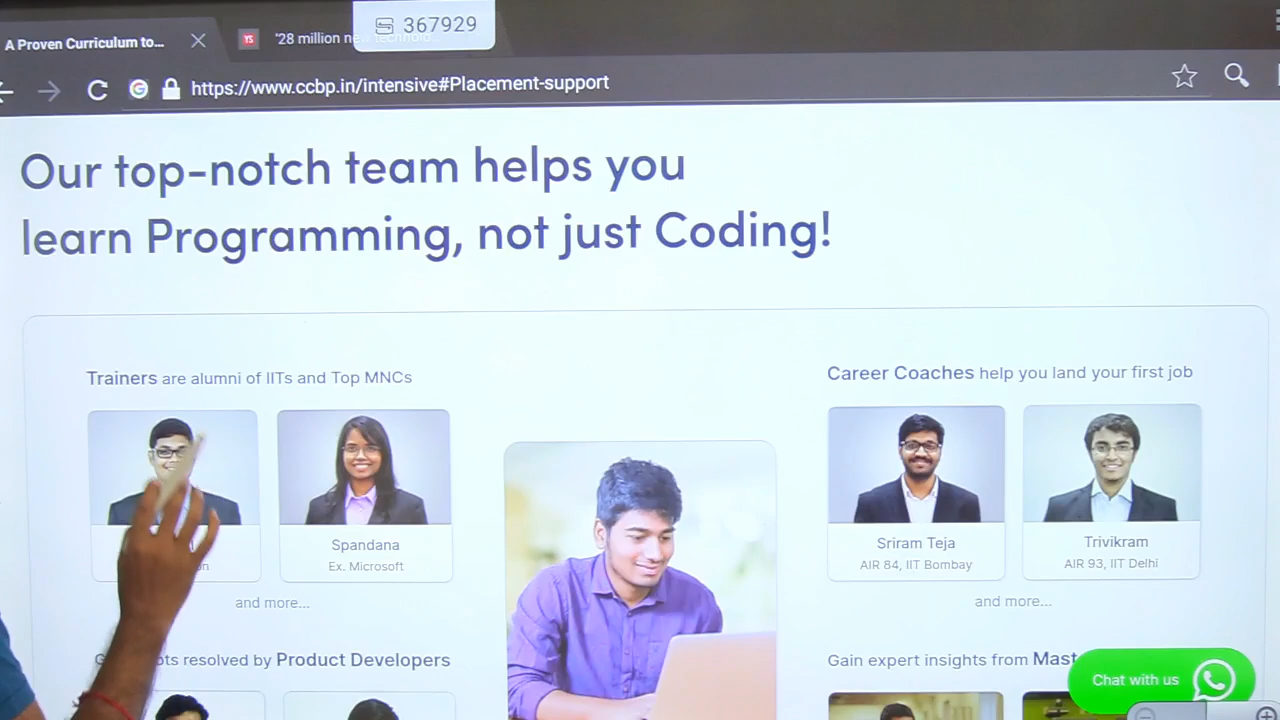 A Proven Curriculum to...
YS
'28 million
367929
https://www.ccbp.in/intensive#Placement-support
Our top-notch team helps you
learn Programming, not just Coding!
Trainers are alumni of IITs and Top MNCs
Spandana
Ex. Microsoft
and more...
resolved by Product Developers
Career Coaches help you land your first job
Sriram Teja
AIR 84, IIT Bombay
Trivikram
AIR 93, IIT Delhi
and more...
Gain expert insights from
Chat with us